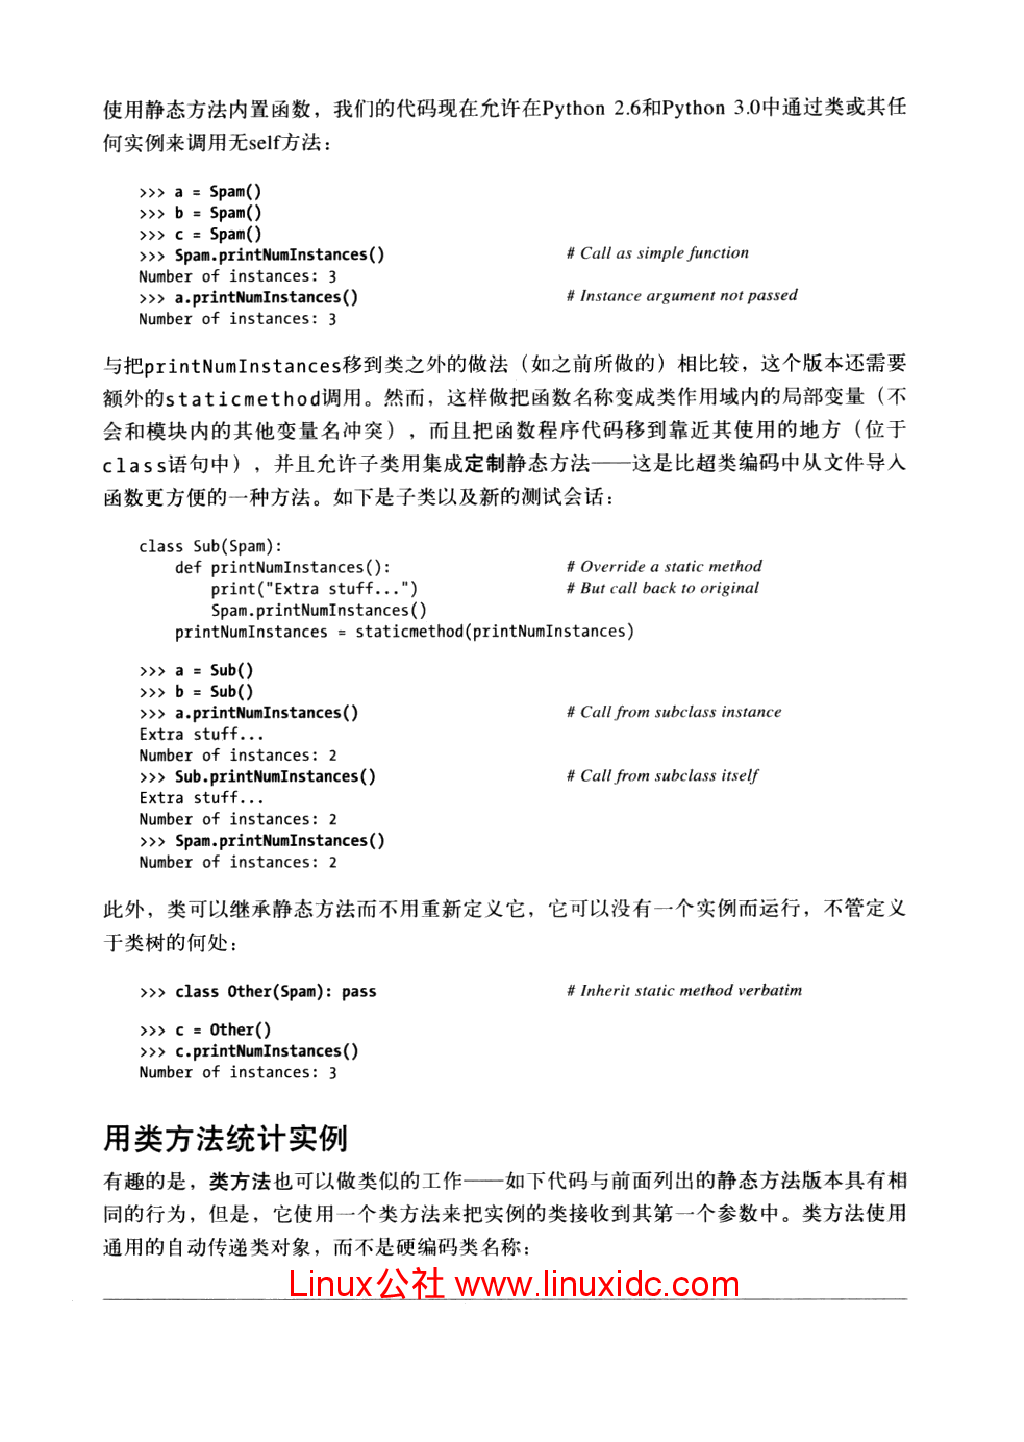 使用静态方法内置函数，我们的代码现在允许在Python 2.6和Python 3.0中通过类或其任
何实例来调用无self方法：
>>> a = Spam()
>>> b = Spam()
>>> c = Spam()
>>> Spam.printNumInstances() # Call as simple function
Number of instances: 3
>>> a.printNumInstances() # Instance argument not passed
Number of instances: 3
与把printNumInstances移到类之外的做法（如之前所做的）相比较，这个版本还需要
额外的staticmethod调用。然而，这样做把函数名称变成类作用域内的局部变量（不
会和模块内的其他变量名冲突），而且把函数程序代码移到靠近其使用的地方（位于
class语句中），并且允许子类用集成定制静态方法——这是比超类编码中从文件导入
函数更方便的一种方法。如下是子类以及新的测试会话：
class Sub(Spam):
def printNumInstances(): # Override a static method
print("Extra stuff...") # But call back to original
Spam.printNumInstances()
printNumInstances = staticmethod(printNumInstances)
>>> a = Sub()
>>> b = Sub()
>>> a.printNumInstances() # Call from subclass instance
Extra stuff...
Number of instances: 2
>>> Sub.printNumInstances() # Call from subclass itself
Extra stuff...
Number of instances: 2
>>> Spam.printNumInstances()
Number of instances: 2
此外，类可以继承静态方法而不用重新定义它，它可以没有一个实例而运行，不管定义
于类树的何处：
>>> class Other(Spam): pass # Inherit static method verbatim
>>> c = Other()
>>> c.printNumInstances()
Number of instances: 3
用类方法统计实例
有趣的是，类方法也可以做类似的工作——如下代码与前面列出的静态方法版本具有相
同的行为，但是，它使用一个类方法来把实例的类接收到其第一个参数中。类方法使用
通用的自动传递类对象，而不是硬编码类名称：
Linux公社 www.linuxidc.com